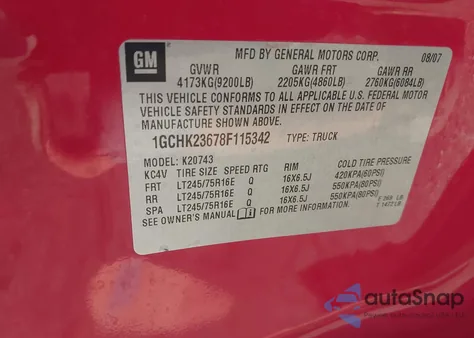 GM
MFD BY GENERAL MOTORS CORP. 08/07
GVWR GAWR FRT GAWR RR
4173KG(9200LB) 2205KG(4860LB) 2760KG(6084LB)
THIS VEHICLE CONFORMS TO ALL APPLICABLE U.S. FEDERAL MOTOR
VEHICLE SAFETY STANDARDS IN EFFECT ON THE DATE OF
MANUFACTURE SHOWN ABOVE.
1GCHK23678F115342 TYPE: TRUCK
MODEL: K20743
KC4V TIRE SIZE SPEED RTG RIM COLD TIRE PRESSURE
FRT LT245/75R16E Q 16X6.5J 420KPA(60PSI)
RR LT245/75R16E Q 16X6.5J 550KPA(80PSI)
SPA LT245/75R16E Q 16X6.5J 550KPA(80PSI)
SEE OWNER'S MANUAL FOR MORE INFORMATION
T 1472 LB
autoSnap